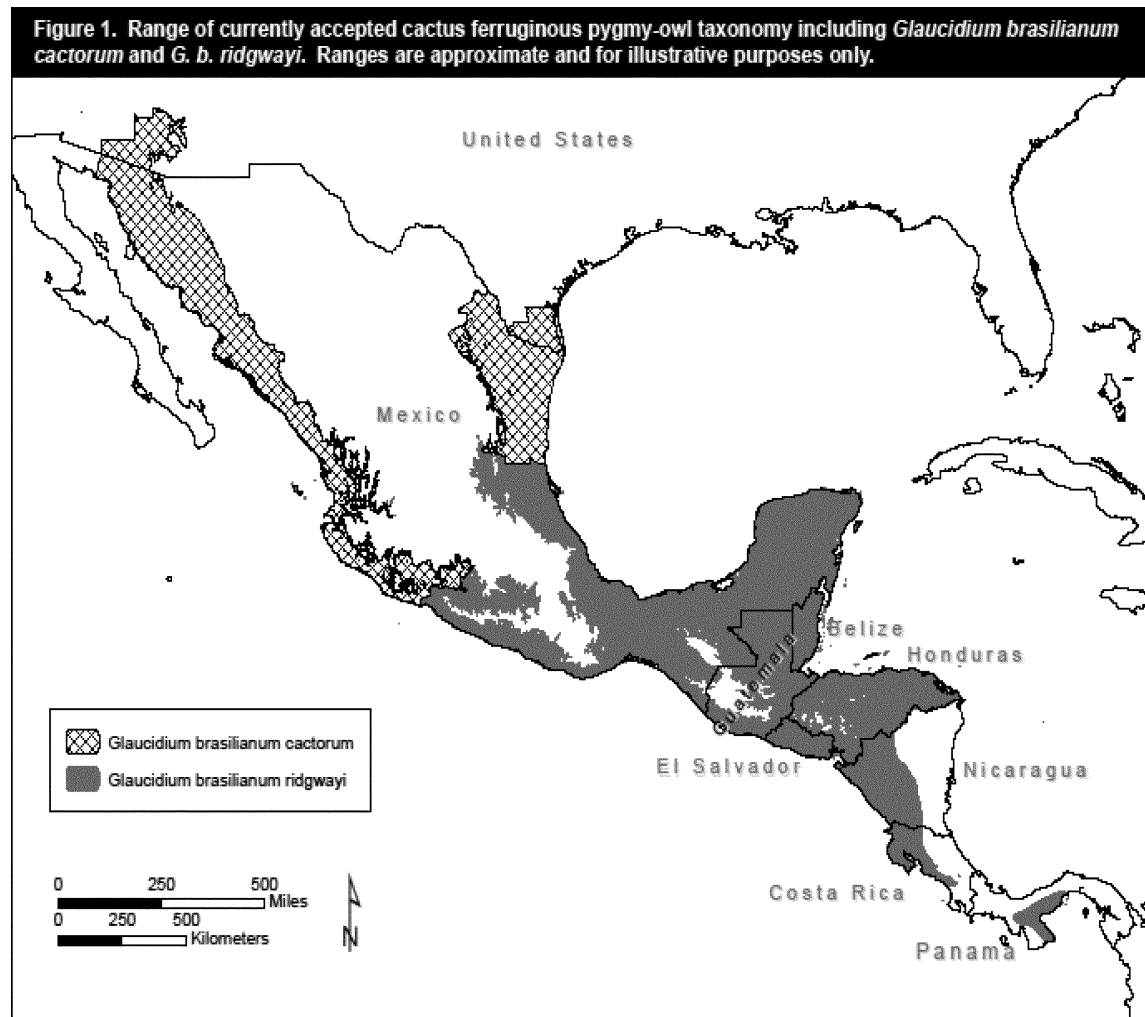 Figure 1. Range of currently accepted cactus ferruginous pygmy-owl taxonomy including Glaucidium brasilianum
cactorum and G. b. ridgwayi. Ranges are approximate and for illustrative purposes only.
United States
Mexico
Belize
Honduras
Guatemala
El Salvador
Nicaragua
Costa Rica
Panama
Glaucidium brasilianum cactorum
Glaucidium brasilianum ridgwayi
0 250 500
Miles
0 250 500
Kilometers
N